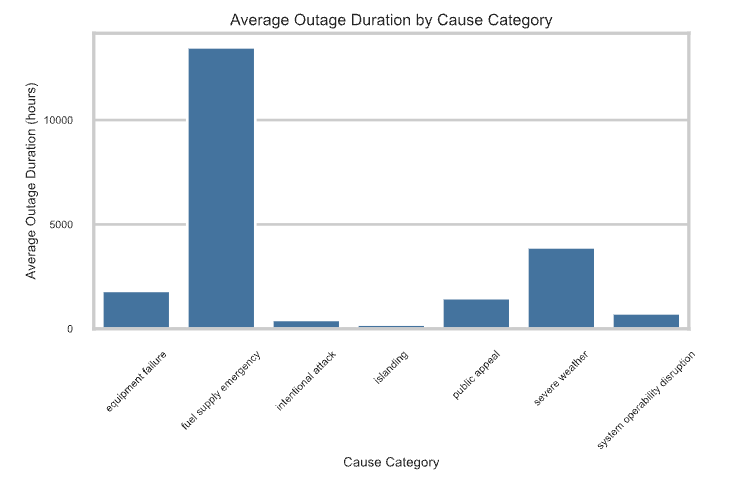 Average Outage Duration by Cause Category
Average Outage Duration (hours)
10000
5000
0
equipment failure
fuel supply emergency
intentional attack
islanding
public appeal
severe weather
system operability disruption
Cause Category